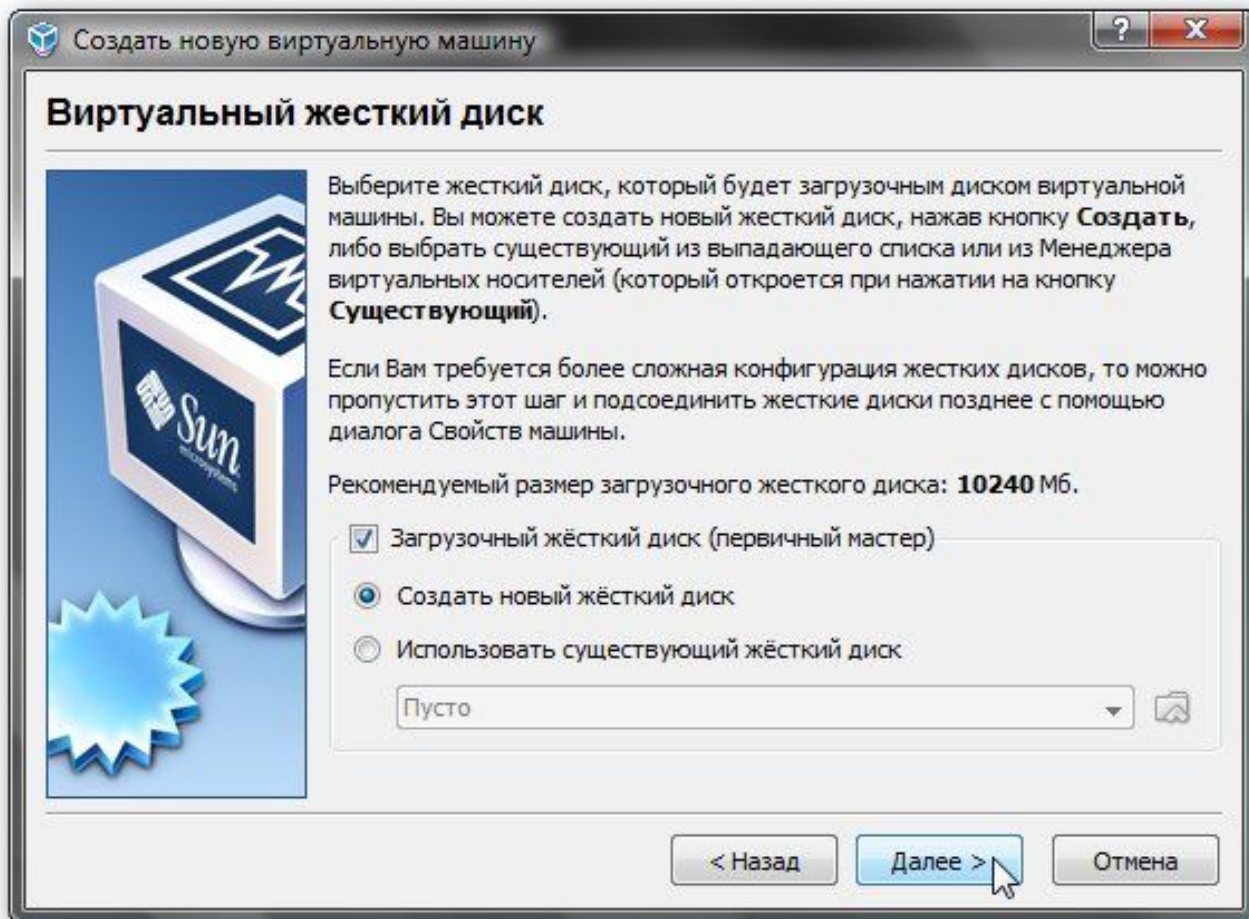 Создать новую виртуальную машину
?
X
Виртуальный жесткий диск
Выберите жесткий диск, который будет загрузочным диском виртуальной
машины. Вы можете создать новый жесткий диск, нажав кнопку Создать,
либо выбрать существующий из выпадающего списка или из Менеджера
виртуальных носителей (который откроется при нажатии на кнопку
Существующий).
Если Вам требуется более сложная конфигурация жестких дисков, то можно
пропустить этот шаг и подсоединить жесткие диски позднее с помощью
диалога Свойств машины.
Рекомендуемый размер загрузочного жесткого диска: 10240 Мб.
Загрузочный жёсткий диск (первичный мастер)
Создать новый жёсткий диск
Использовать существующий жёсткий диск
Пусто
Sun
microsystems
< Назад
Далее >
Отмена